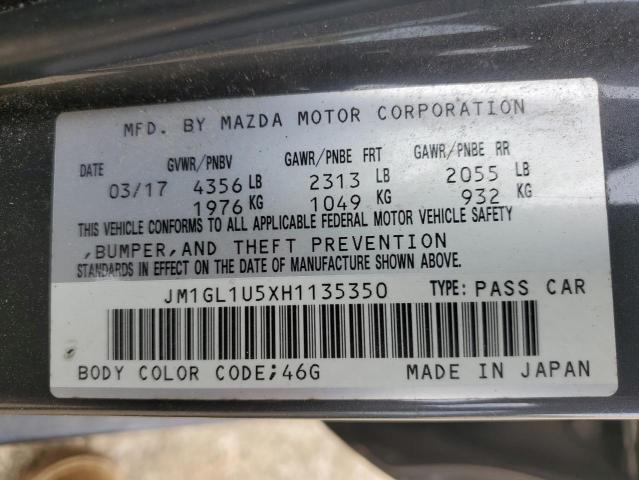 MFD. BY MAZDA MOTOR CORPORATION
DATE GVWR/PNBV GAWR/PNBE FRT GAWR/PNBE RR
03/17 4356 LB 2313 LB 2055 LB
1976 KG 1049 KG 932 KG
THIS VEHICLE CONFORMS TO ALL APPLICABLE FEDERAL MOTOR VEHICLE SAFETY
,BUMPER,AND THEFT PREVENTION
STANDARDS IN EFFECT ON THE DATE OF MANUFACTURE SHOWN ABOVE.
JM1GL1U5XH1135350 TYPE: PASS CAR
BODY COLOR CODE;46G MADE IN JAPAN